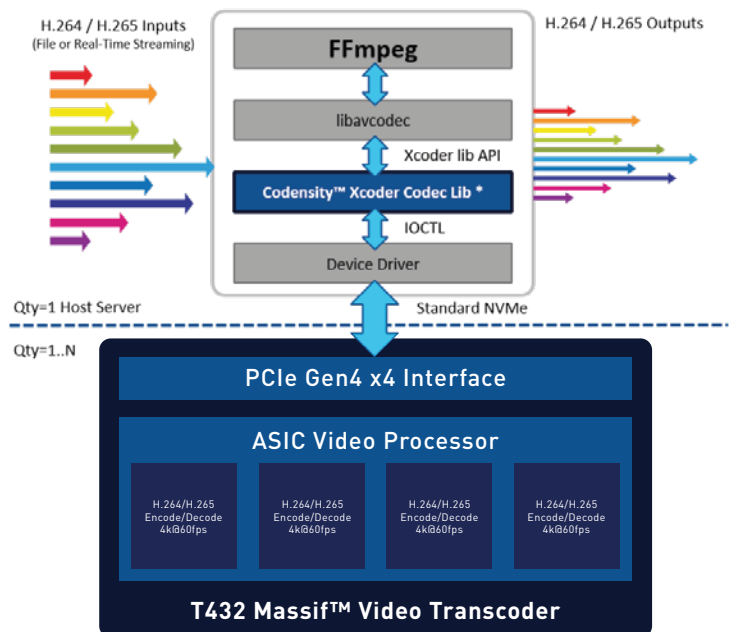 H.264 / H.265 Inputs
(File or Real-Time Streaming)
H.264 / H.265 Outputs
FFmpeg
libavcodec
Xcoder lib API
Codensity™ Xcoder Codec Lib *
IOCTL
Device Driver
Qty=1 Host Server
Standard NVMe
Qty=1..N
PCIe Gen4 x4 Interface
ASIC Video Processor
H.264/H.265
Encode/Decode
4k@60fps
H.264/H.265
Encode/Decode
4k@60fps
H.264/H.265
Encode/Decode
4k@60fps
H.264/H.265
Encode/Decode
4k@60fps
T432 Massif™ Video Transcoder